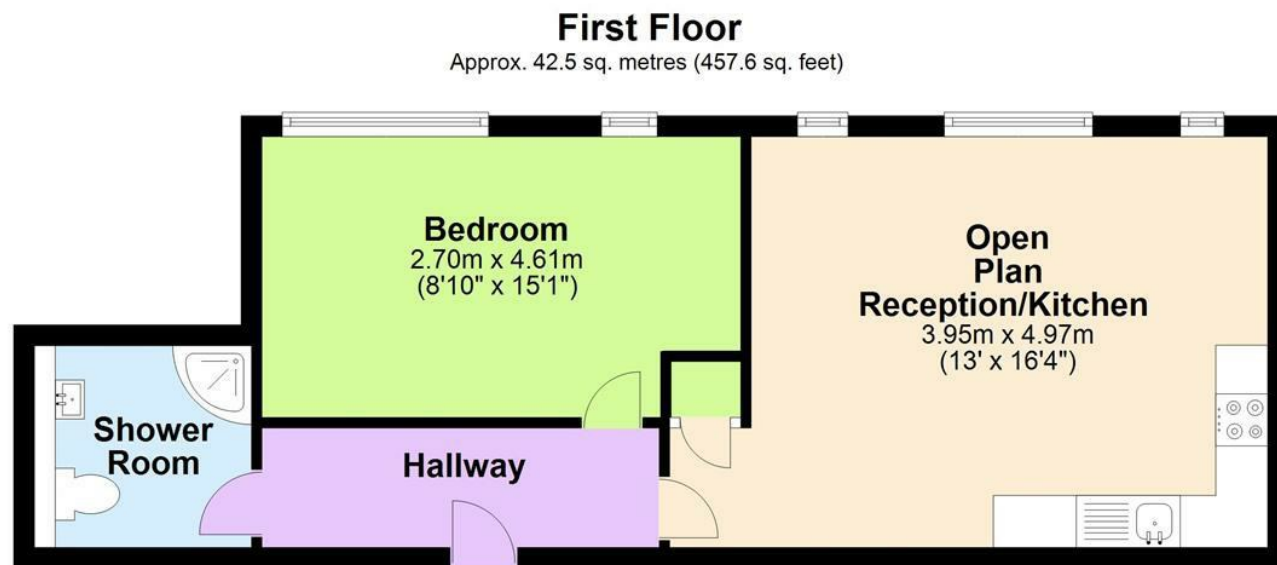 First Floor
Approx. 42.5 sq. metres (457.6 sq. feet)
Bedroom
2.70m x 4.61m
(8'10" x 15'1")
Open
Plan
Reception/Kitchen
3.95m x 4.97m
(13' x 16'4")
Shower
Room
Hallway